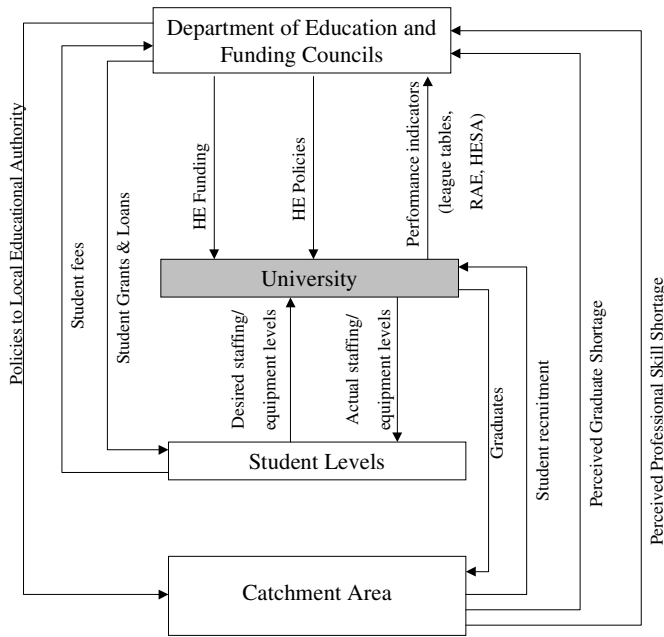 Department of Education and
Funding Councils
Policies to Local Educational Authority
Student fees
Student Grants & Loans
HE Funding
HE Policies
Performance indicators
(league tables,
RAE, HESA)
University
Desired staffing/
equipment levels
Actual staffing/
equipment levels
Graduates
Student recruitment
Perceived Graduate Shortage
Perceived Professional Skill Shortage
Student Levels
Catchment Area